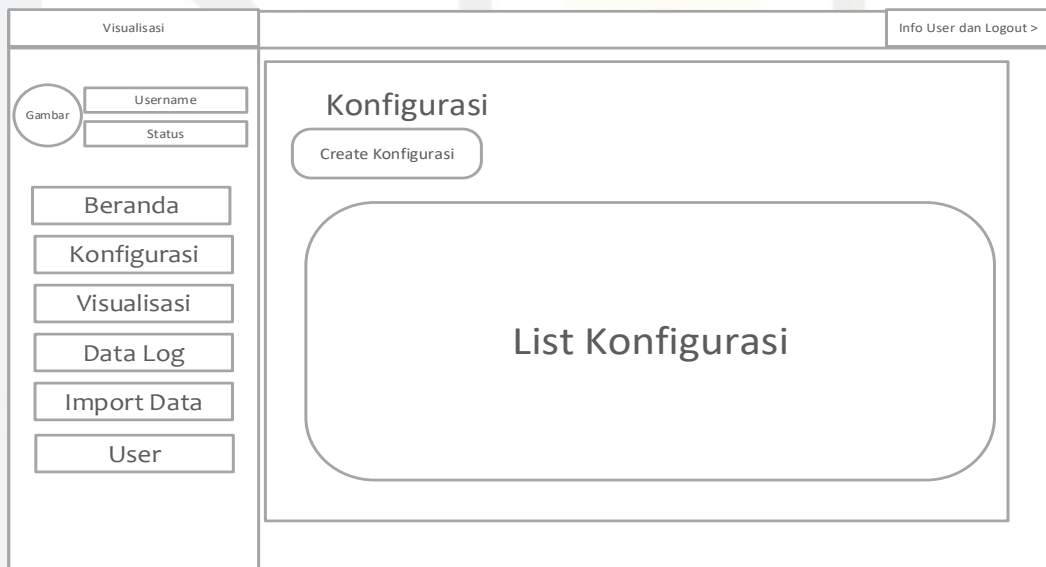 Visualisasi
Info User dan Logout >
Gambar
Username
Status
Beranda
Konfigurasi
Visualisasi
Data Log
Import Data
User
Konfigurasi
Create Konfigurasi
List Konfigurasi